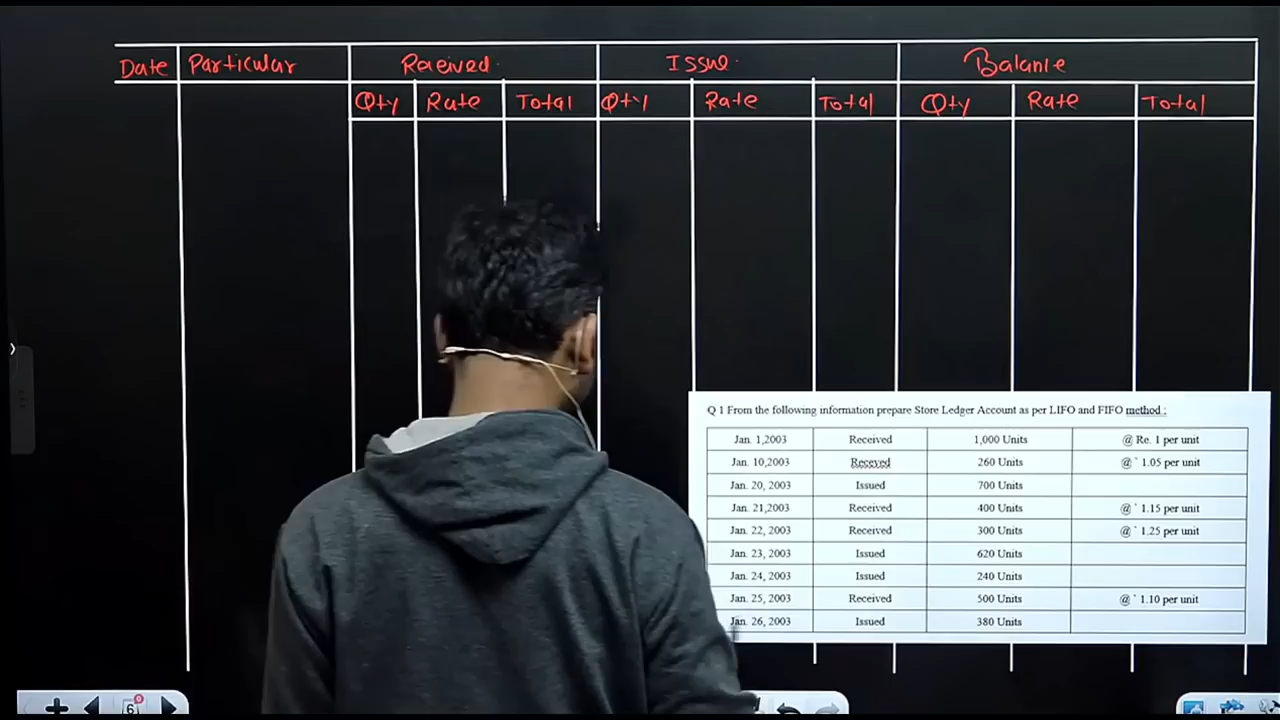 Date Particular Received Issue Balance
Qty Rate Total Qty Rate Total Qty Rate Total
Q 1 From the following information prepare Store Ledger Account as per LIFO and FIFO method :
Jan. 1,2003 Received 1,000 Units @ Re. 1 per unit
Jan. 10,2003 Receved 260 Units @ ` 1.05 per unit
Jan. 20, 2003 Issued 700 Units
Jan. 21,2003 Received 400 Units @ ` 1.15 per unit
Jan. 22, 2003 Received 300 Units @ ` 1.25 per unit
Jan. 23, 2003 Issued 620 Units
Jan. 24, 2003 Issued 240 Units
Jan. 25, 2003 Received 500 Units @ ` 1.10 per unit
Jan. 26, 2003 Issued 380 Units
6